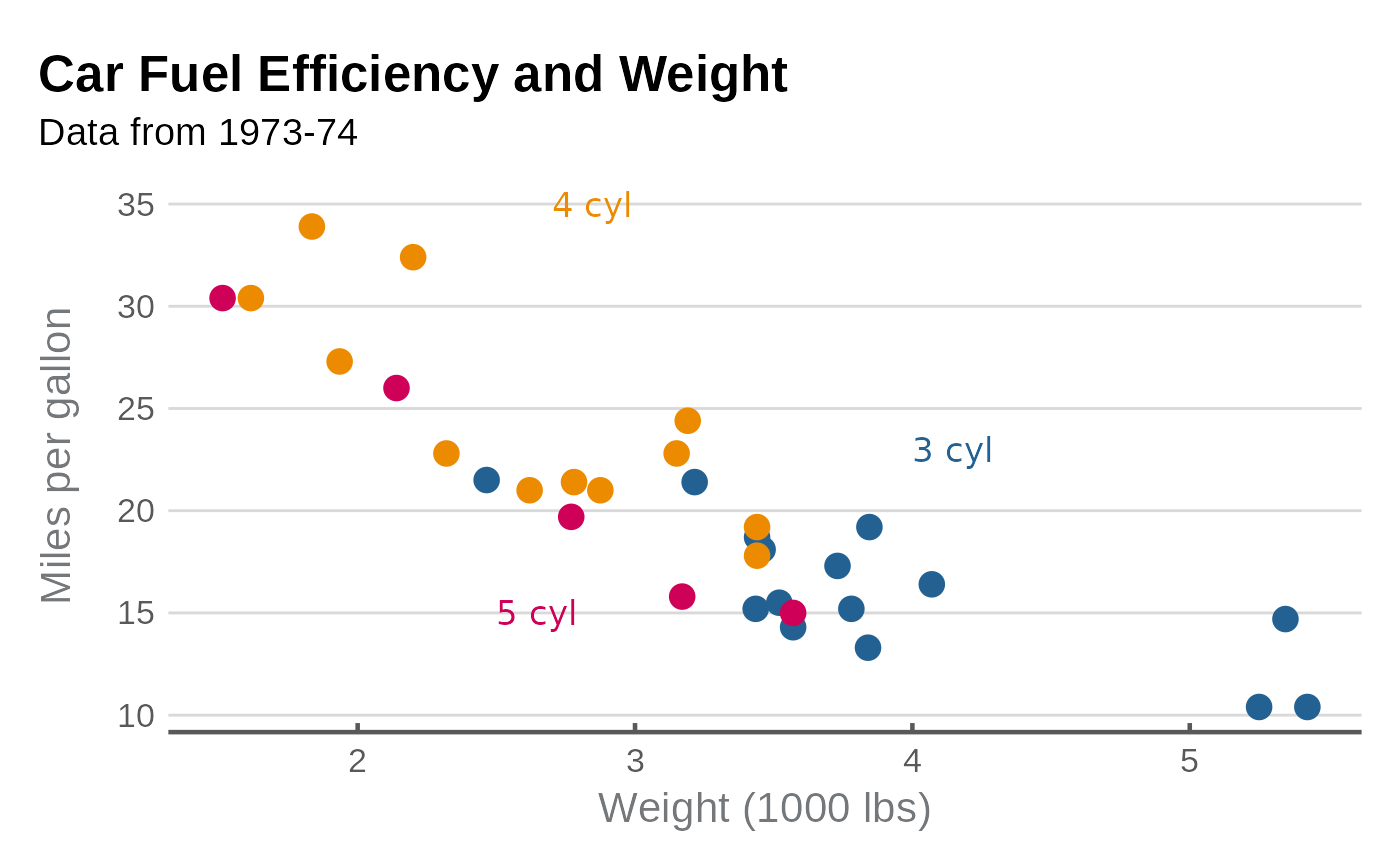 Car Fuel Efficiency and Weight
Data from 1973-74
35
4 cyl
30
25
3 cyl
20
15
5 cyl
10
Miles per gallon
2 3 4 5
Weight (1000 lbs)